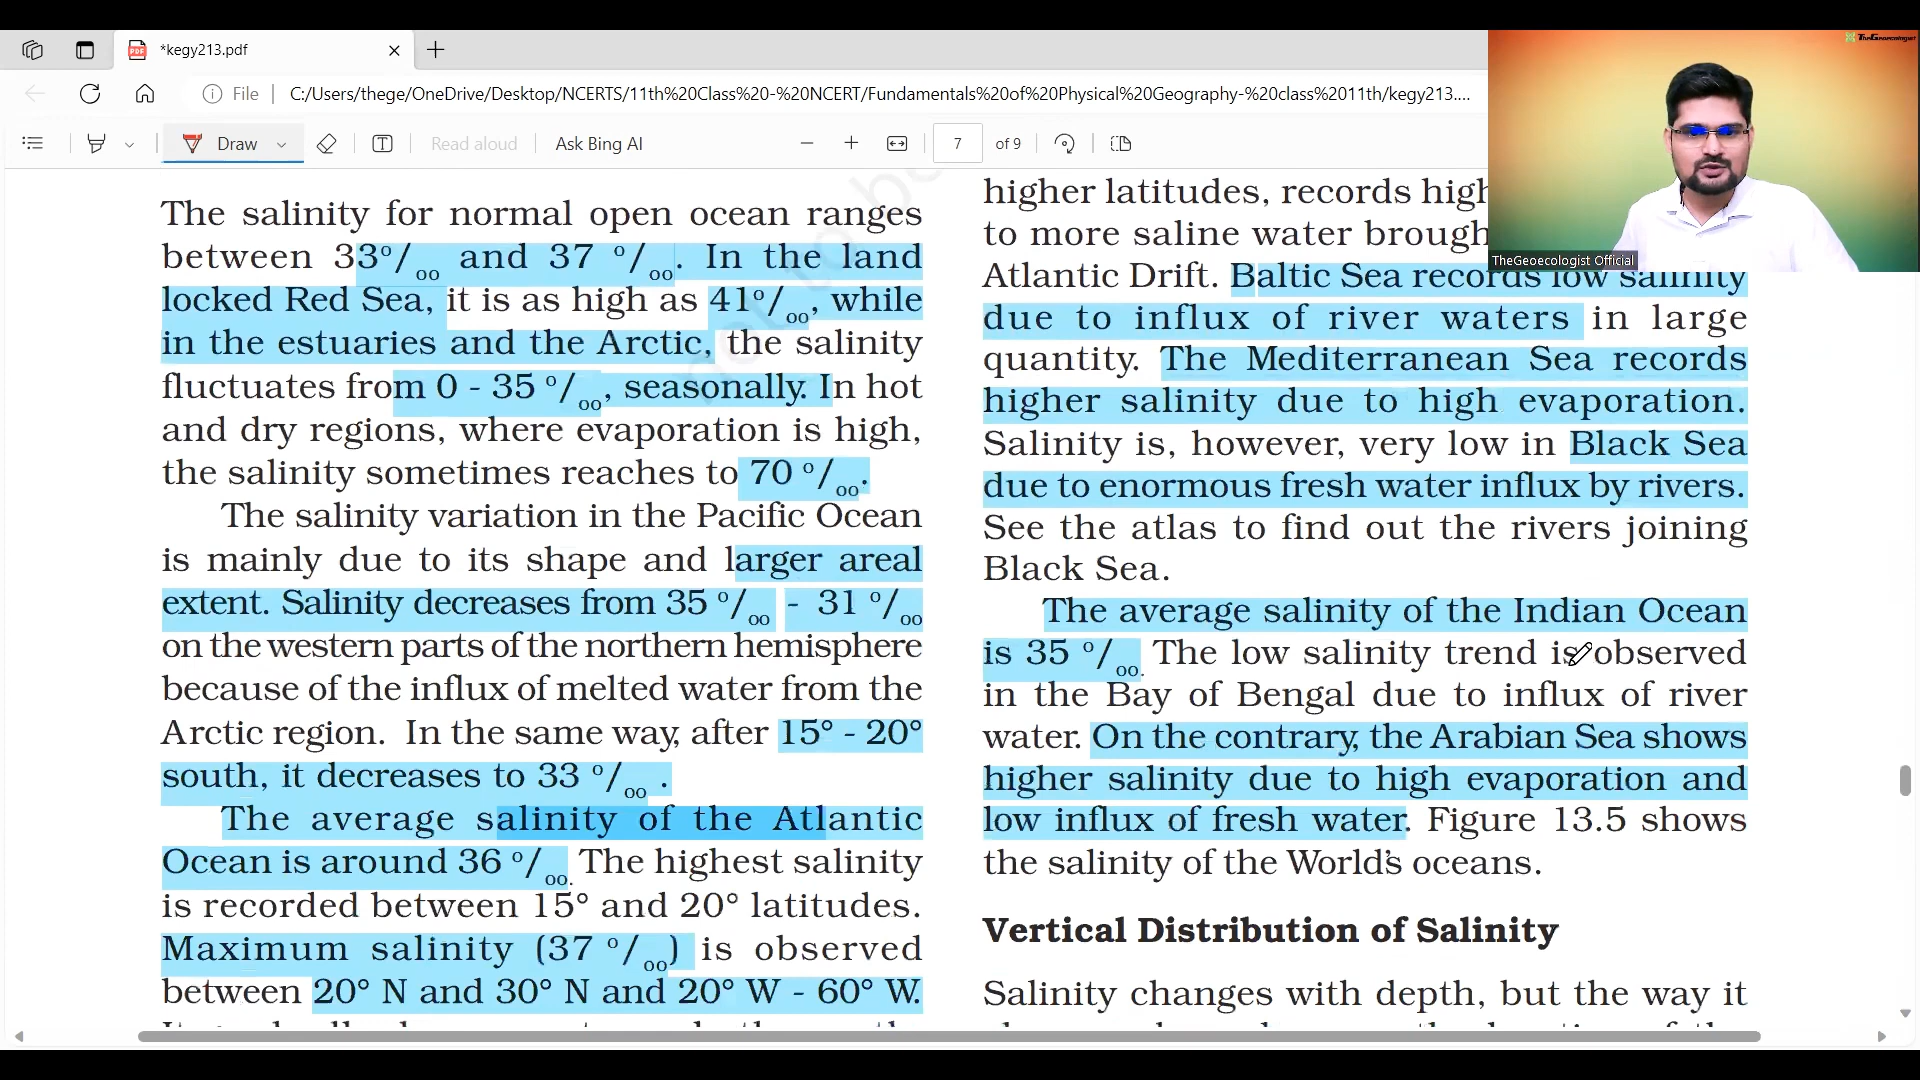 *kegy213.pdf
File
C:/Users/thege/OneDrive/Desktop/NCERTS/11th%20Class%20-%20NCERT/Fundamentals%20of%20Physical%20Geography-%20class%2011th/kegy213....
Draw
Read aloud
Ask Bing AI
7
of 9
TheGeoecologist
TheGeoecologist Official
The salinity for normal open ocean ranges
between 33o/oo and 37 o/oo. In the land
locked Red Sea, it is as high as 41o/oo, while
in the estuaries and the Arctic, the salinity
fluctuates from 0 - 35 o/oo, seasonally. In hot
and dry regions, where evaporation is high,
the salinity sometimes reaches to 70 o/oo.
The salinity variation in the Pacific Ocean
is mainly due to its shape and larger areal
extent. Salinity decreases from 35 o/oo - 31 o/oo
on the western parts of the northern hemisphere
because of the influx of melted water from the
Arctic region. In the same way, after 15° - 20°
south, it decreases to 33 o/oo .
The average salinity of the Atlantic
Ocean is around 36 o/oo. The highest salinity
is recorded between 15° and 20° latitudes.
Maximum salinity (37 o/oo) is observed
between 20° N and 30° N and 20° W - 60° W.
higher latitudes, records
to more saline water
Atlantic Drift. Baltic Sea records low salinity
due to influx of river waters in large
quantity. The Mediterranean Sea records
higher salinity due to high evaporation.
Salinity is, however, very low in Black Sea
due to enormous fresh water influx by rivers.
See the atlas to find out the rivers joining
Black Sea.
The average salinity of the Indian Ocean
is 35 o/oo. The low salinity trend is observed
in the Bay of Bengal due to influx of river
water. On the contrary, the Arabian Sea shows
higher salinity due to high evaporation and
low influx of fresh water. Figure 13.5 shows
the salinity of the World's oceans.
Vertical Distribution of Salinity
Salinity changes with depth, but the way it